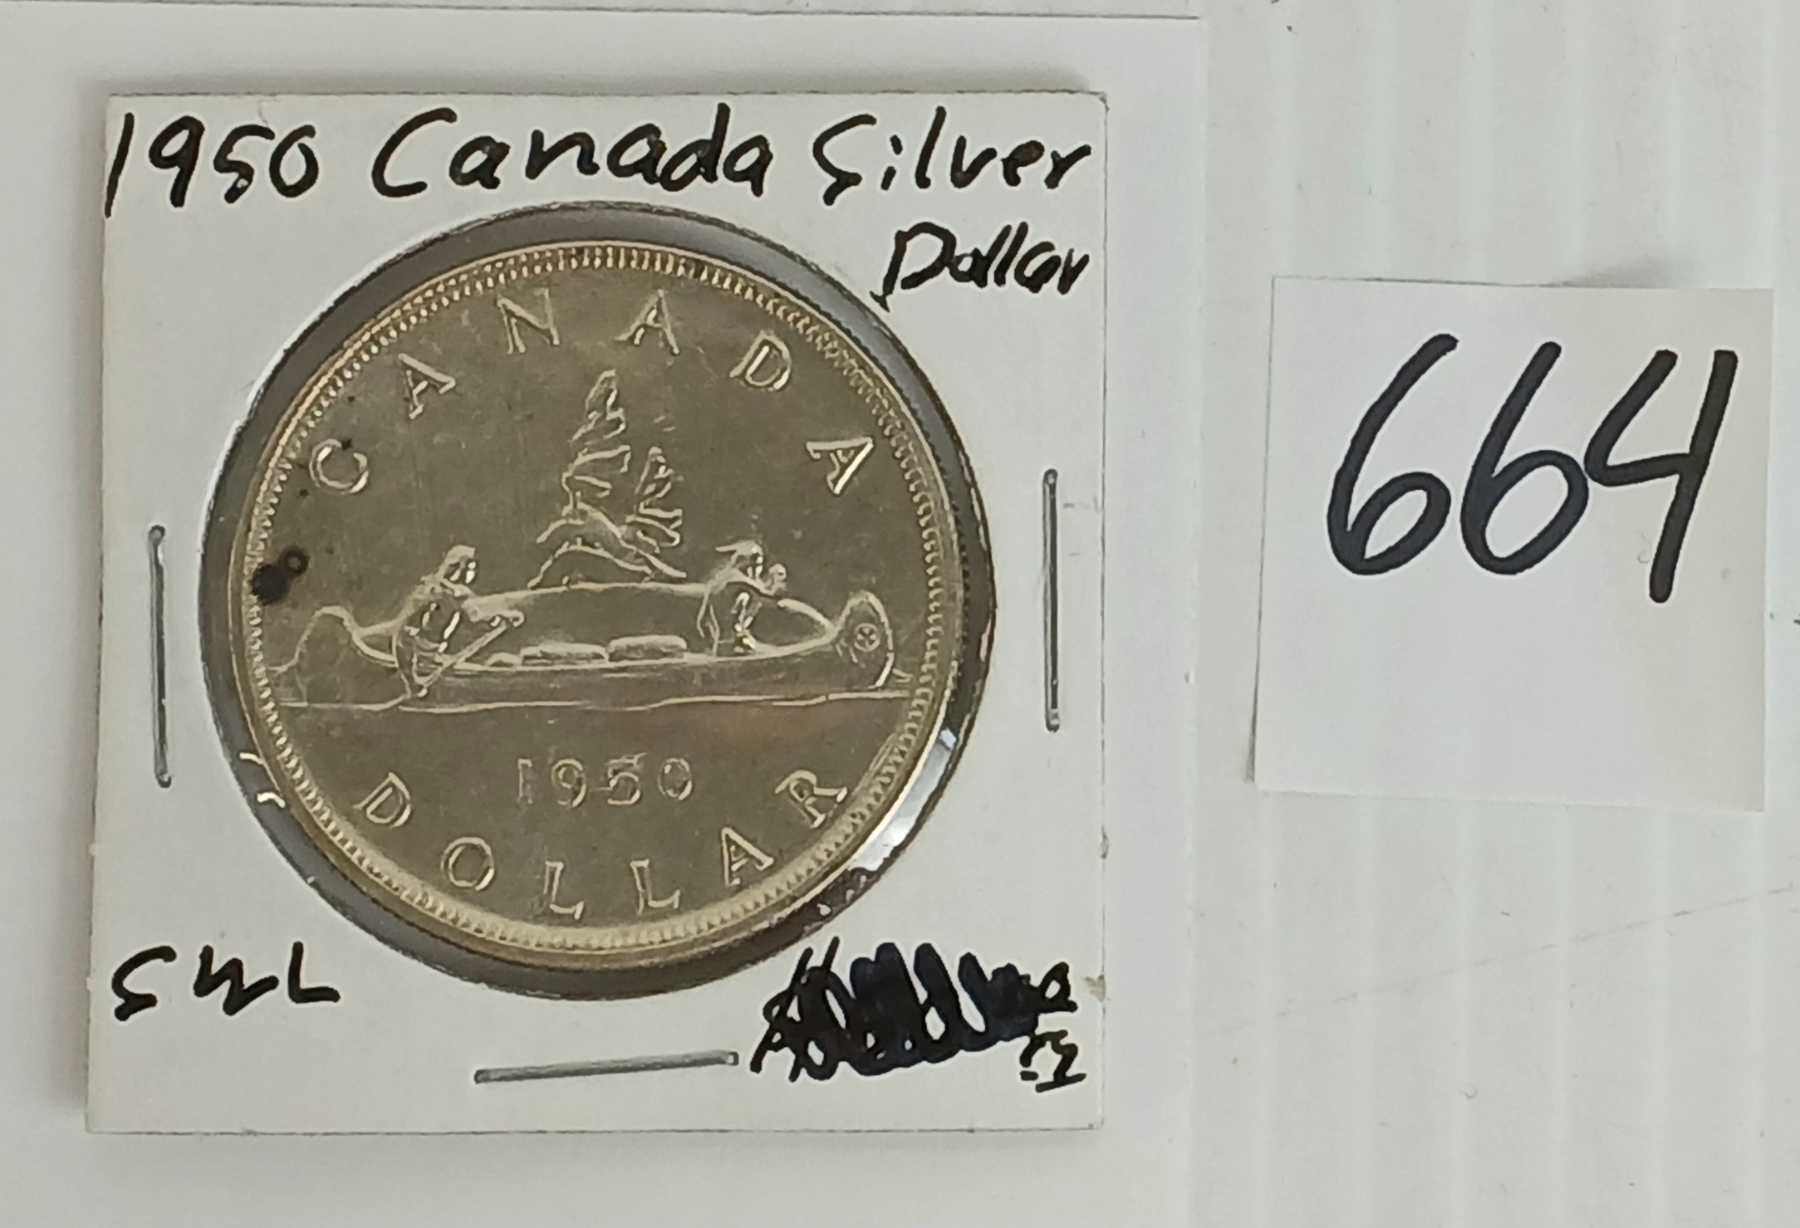 1950 Canada Silver
Dollar
CANADA
1950
DOLLAR
SWL
664